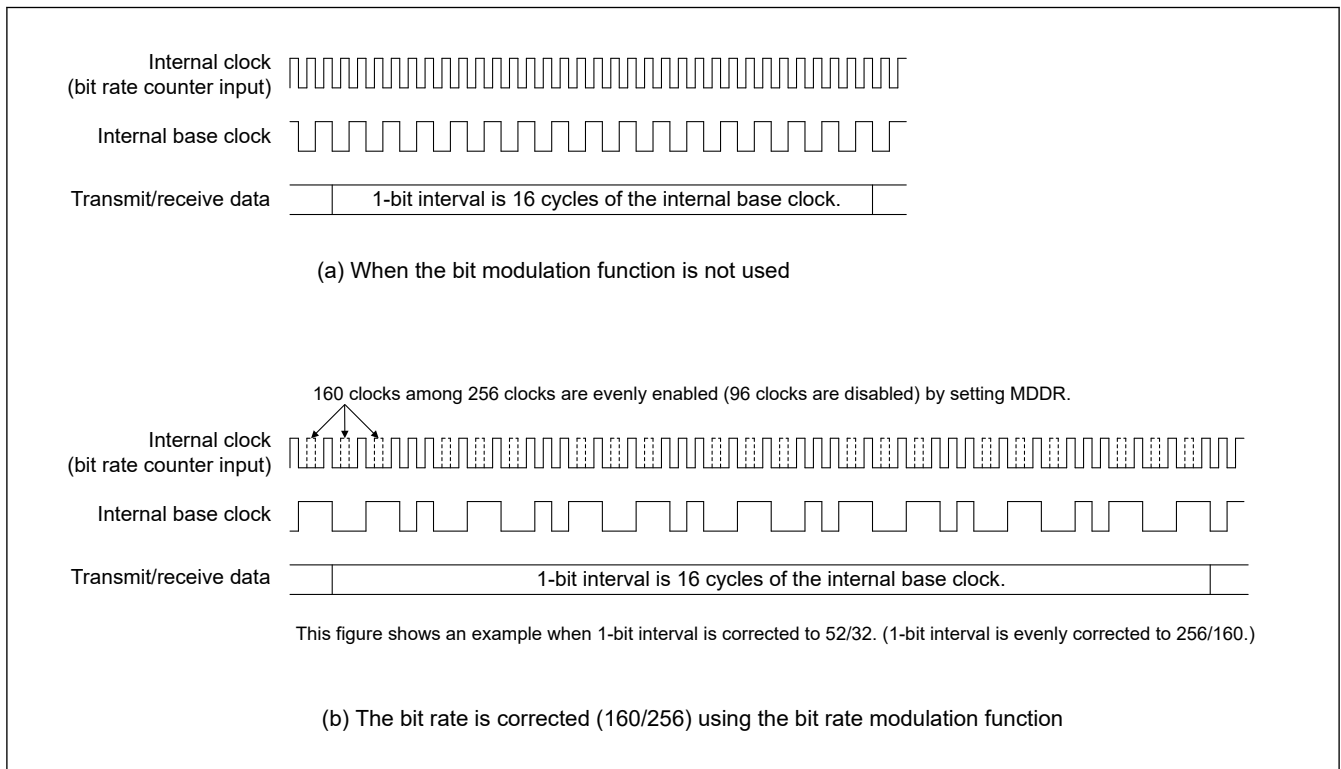 Internal clock
(bit rate counter input)
Internal base clock
Transmit/receive data
1-bit interval is 16 cycles of the internal base clock.
(a) When the bit modulation function is not used
160 clocks among 256 clocks are evenly enabled (96 clocks are disabled) by setting MDDR.
Internal clock
(bit rate counter input)
Internal base clock
Transmit/receive data
1-bit interval is 16 cycles of the internal base clock.
This figure shows an example when 1-bit interval is corrected to 52/32. (1-bit interval is evenly corrected to 256/160.)
(b) The bit rate is corrected (160/256) using the bit rate modulation function